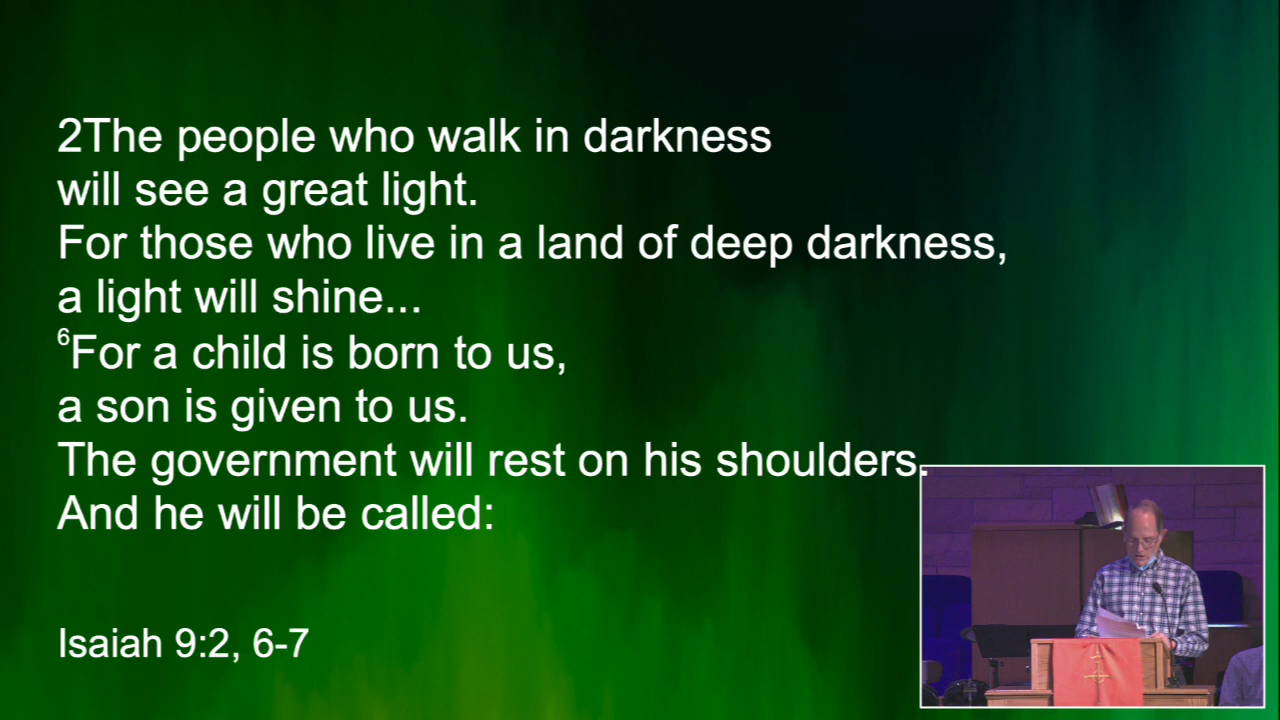 2The people who walk in darkness
will see a great light.
For those who live in a land of deep darkness,
a light will shine...
⁶For a child is born to us,
a son is given to us.
The government will rest on his shoulders.
And he will be called:
Isaiah 9:2, 6-7